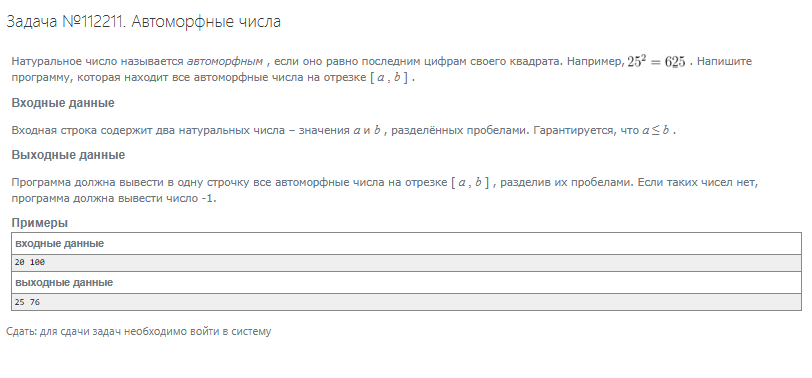 Задача №112211. Автоморфные числа
Натуральное число называется автоморфным , если оно равно последним цифрам своего квадрата. Например, 25² = 625 . Напишите
программу, которая находит все автоморфные числа на отрезке [ a , b ] .
Входные данные
Входная строка содержит два натуральных числа – значения a и b , разделённых пробелами. Гарантируется, что a ≤ b .
Выходные данные
Программа должна вывести в одну строчку все автоморфные числа на отрезке [ a , b ] , разделив их пробелами. Если таких чисел нет,
программа должна вывести число -1.
Примеры
входные данные
20 100
выходные данные
25 76
Сдать: для сдачи задач необходимо войти в систему